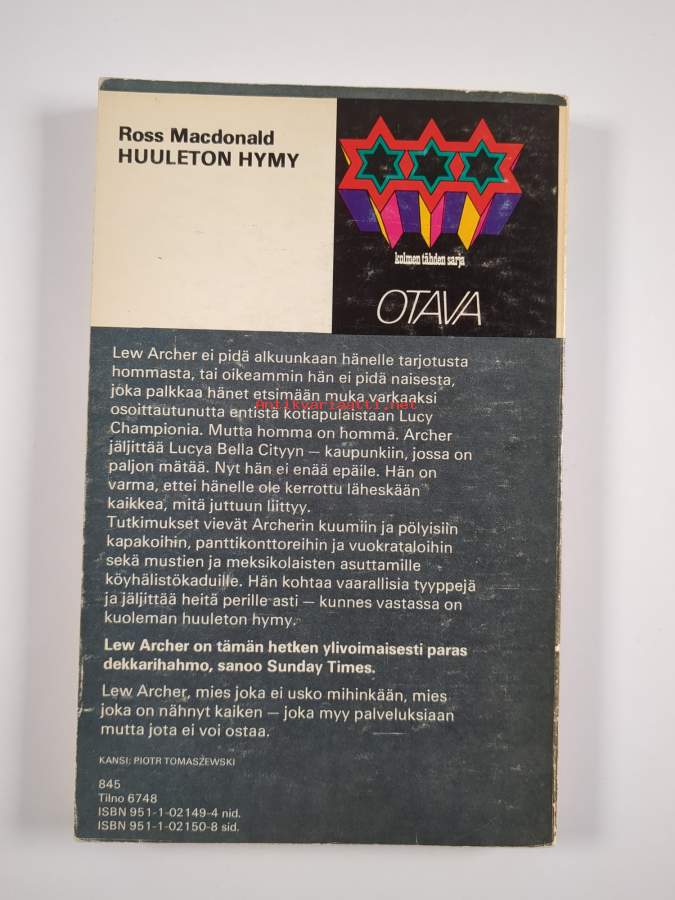 Ross Macdonald
HUULETON HYMY
kolmen tähden sarja
OTAVA
Lew Archer ei pidä alkuunkaan hänelle tarjotusta
hommasta, tai oikeammin hän ei pidä naisesta,
joka palkkaa hänet etsimään muka varkaaksi
osoittautunutta entistä kotiapulaistaan Lucy
Antikvariaatti.net
Championia. Mutta homma on homma. Archer
jäljittää Lucya Bella Cityyn – kaupunkiin, jossa on
paljon mätää. Nyt hän ei enää epäile. Hän on
varma, ettei hänelle ole kerrottu läheskään
kaikkea, mitä juttuun liittyy.
Tutkimukset vievät Archerin kuumiin ja pölyisiin
kapakoihin, panttikonttoreihin ja vuokrataloihin
sekä mustien ja meksikolaisten asuttamille
köyhälistökaduille. Hän kohtaa vaarallisia tyyppejä
ja jäljittää heitä perille asti – kunnes vastassa on
kuoleman huuleton hymy.
Lew Archer on tämän hetken ylivoimaisesti paras
dekkarihahmo, sanoo Sunday Times.
Lew Archer, mies joka ei usko mihinkään, mies
joka on nähnyt kaiken – joka myy palveluksiaan
mutta jota ei voi ostaa.
KANSI: PIOTR TOMASZEWSKI
845
Tilno 6748
ISBN 951-1-02149-4 nid.
ISBN 951-1-02150-8 sid.